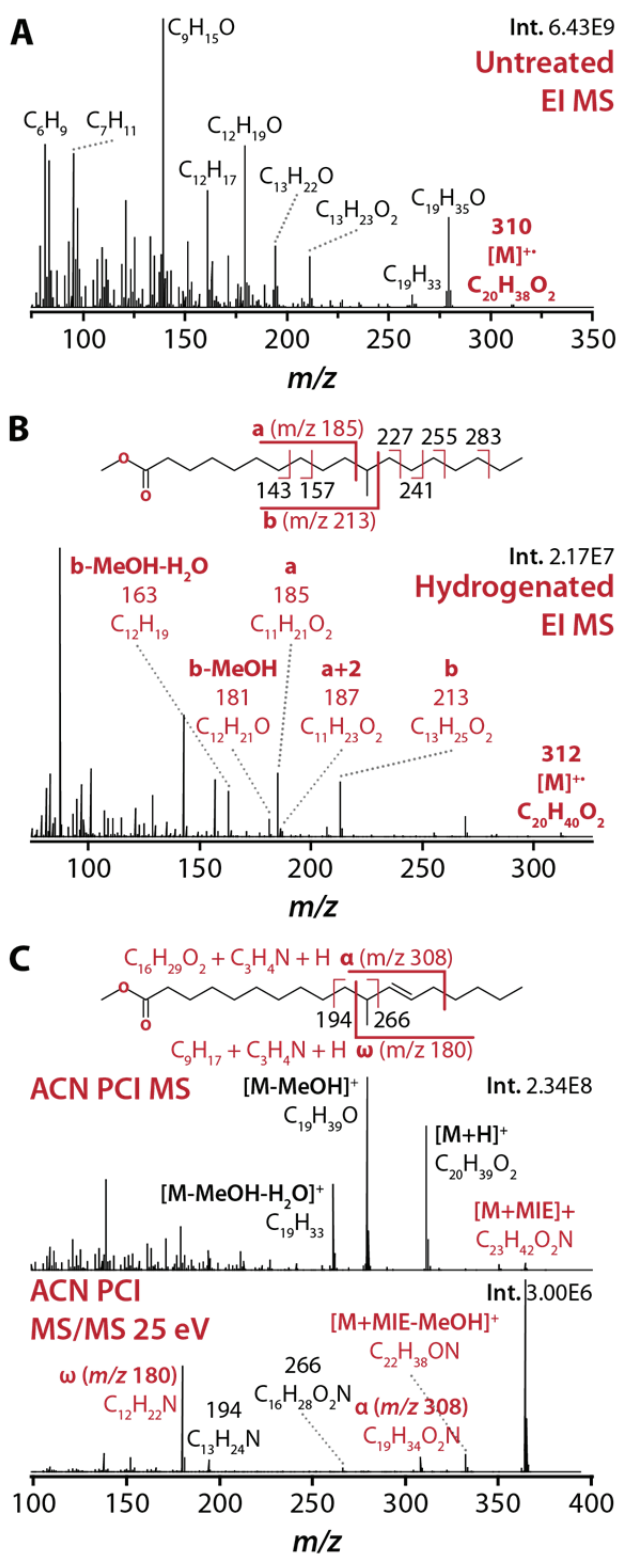 A
C₉H₁₅O
Int. 6.43E9
Untreated
EI MS
C₆H₉
C₇H₁₁
C₁₂H₁₉O
C₁₂H₁₇
C₁₃H₂₂O
C₁₃H₂₃O₂
C₁₉H₃₅O
310
[M]⁺•
C₂₀H₃₈O₂
C₁₉H₃₃
100 150 200 250 300 350
m/z
B
a (m/z 185)
227 255 283
O
O
143 157 241
b (m/z 213)
Int. 2.17E7
Hydrogenated
EI MS
b-MeOH-H₂O
163
C₁₂H₁₉
a
185
C₁₁H₂₁O₂
b-MeOH
181
C₁₂H₂₁O
a+2
187
C₁₁H₂₃O₂
b
213
C₁₃H₂₅O₂
312
[M]⁺•
C₂₀H₄₀O₂
100 150 200 250 300
m/z
C
C₁₆H₂₉O₂ + C₃H₄N + H α (m/z 308)
O
O
194 266
C₉H₁₇ + C₃H₄N + H ω (m/z 180)
ACN PCI MS
[M-MeOH]⁺
C₁₉H₃₉O
Int. 2.34E8
[M+H]⁺
C₂₀H₃₉O₂
[M-MeOH-H₂O]⁺
C₁₉H₃₃
[M+MIE]+
C₂₃H₄₂O₂N
ACN PCI
MS/MS 25 eV
Int. 3.00E6
[M+MIE-MeOH]⁺
C₂₂H₃₈ON
ω (m/z 180)
C₁₂H₂₂N
194
C₁₃H₂₄N
266
C₁₆H₂₈O₂N
α (m/z 308)
C₁₉H₃₄O₂N
100 150 200 250 300 350 400
m/z